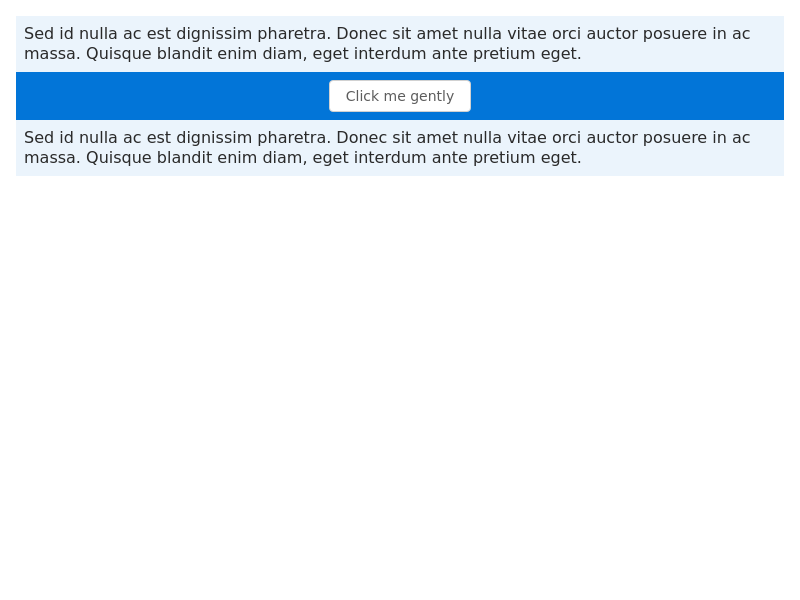 Sed id nulla ac est dignissim pharetra. Donec sit amet nulla vitae orci auctor posuere in ac
massa. Quisque blandit enim diam, eget interdum ante pretium eget.
Click me gently
Sed id nulla ac est dignissim pharetra. Donec sit amet nulla vitae orci auctor posuere in ac
massa. Quisque blandit enim diam, eget interdum ante pretium eget.